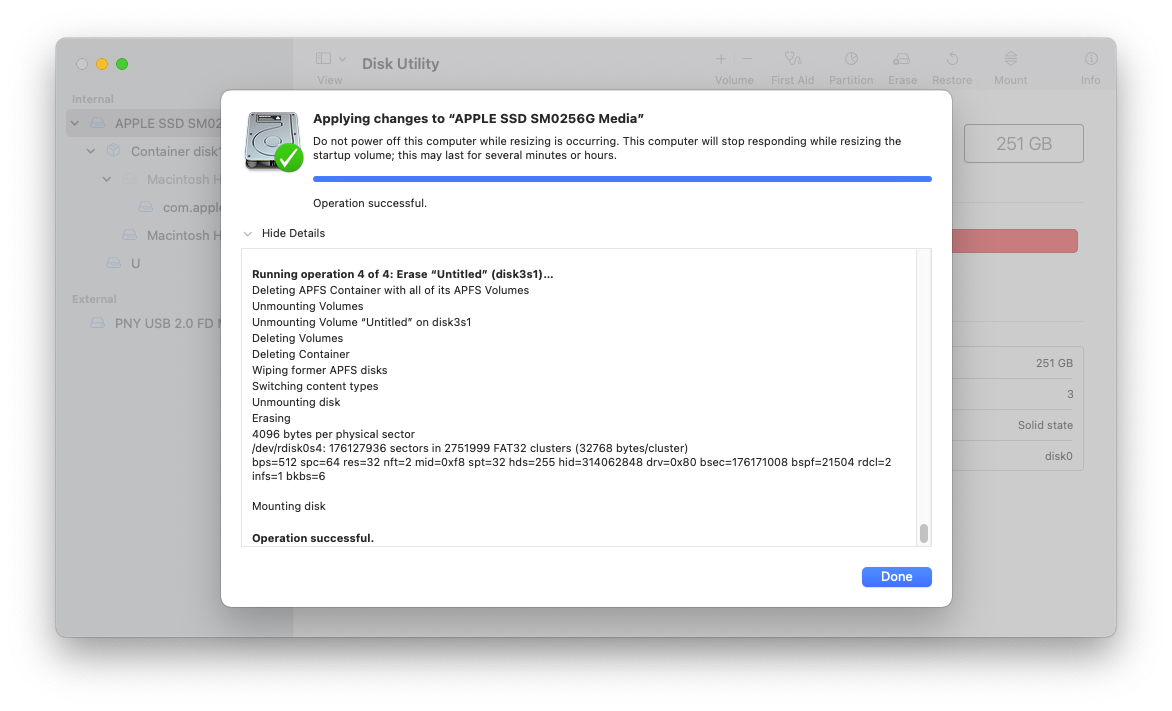 Disk Utility
View
Volume
First Aid
Partition
Erase
Restore
Mount
Info
Internal
APPLE SSD SM02
Container disk1
Macintosh H
com.apple
Macintosh H
U
External
PNY USB 2.0 FD M
251 GB
251 GB
3
Solid state
disk0
Applying changes to “APPLE SSD SM0256G Media”
Do not power off this computer while resizing is occurring. This computer will stop responding while resizing the
startup volume; this may last for several minutes or hours.
Operation successful.
Hide Details
Running operation 4 of 4: Erase “Untitled” (disk3s1)...
Deleting APFS Container with all of its APFS Volumes
Unmounting Volumes
Unmounting Volume “Untitled” on disk3s1
Deleting Volumes
Deleting Container
Wiping former APFS disks
Switching content types
Unmounting disk
Erasing
4096 bytes per physical sector
/dev/rdisk0s4: 176127936 sectors in 2751999 FAT32 clusters (32768 bytes/cluster)
bps=512 spc=64 res=32 nft=2 mid=0xf8 spt=32 hds=255 hid=314062848 drv=0x80 bsec=176171008 bspf=21504 rdcl=2
infs=1 bkbs=6
Mounting disk
Operation successful.
Done